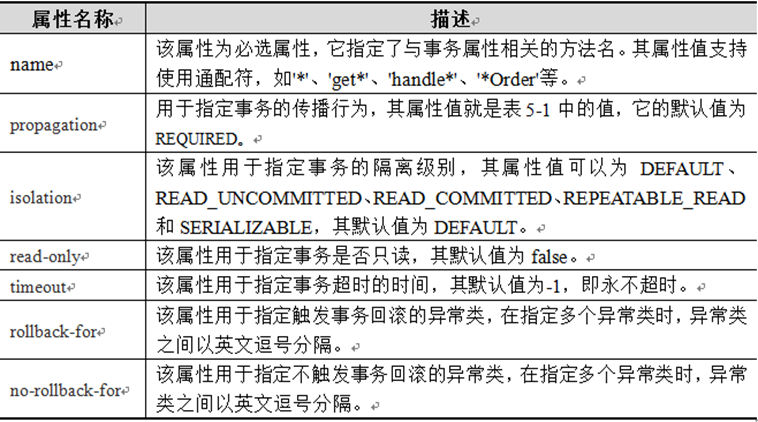 属性名称 描述
name
该属性为必选属性，它指定了与事务属性相关的方法名。其属性值支持
使用通配符，如'*'、'get*'、'handle*'、'*Order'等。
propagation
用于指定事务的传播行为，其属性值就是表 5-1 中的值，它的默认值为
REQUIRED。
isolation
该属性用于指定事务的隔离级别，其属性值可以为 DEFAULT、
READ_UNCOMMITTED、READ_COMMITTED、REPEATABLE_READ
和 SERIALIZABLE，其默认值为 DEFAULT。
read-only 该属性用于指定事务是否只读，其默认值为 false。
timeout 该属性用于指定事务超时的时间，其默认值为-1，即永不超时。
rollback-for
该属性用于指定触发事务回滚的异常类，在指定多个异常类时，异常类
之间以英文逗号分隔。
no-rollback-for
该属性用于指定不触发事务回滚的异常类，在指定多个异常类时，异常
类之间以英文逗号分隔。